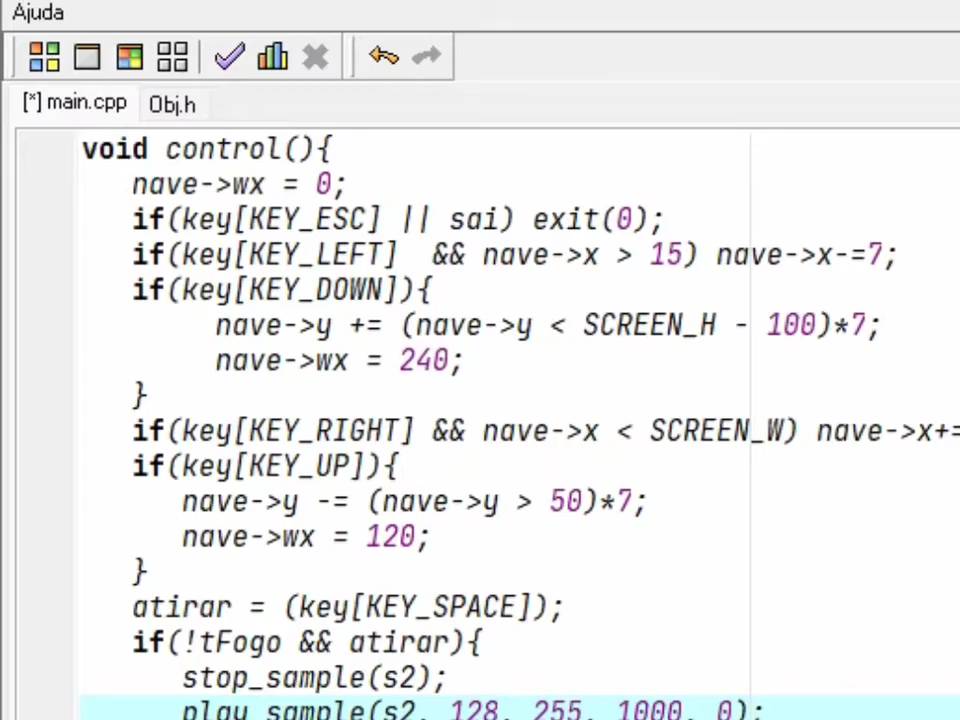 Ajuda
[*] main.cpp Obj.h
void control(){
nave->wx = 0;
if(key[KEY_ESC] || sai) exit(0);
if(key[KEY_LEFT]  && nave->x > 15) nave->x-=7;
if(key[KEY_DOWN]){
nave->y += (nave->y < SCREEN_H - 100)*7;
nave->wx = 240;
}
if(key[KEY_RIGHT] && nave->x < SCREEN_W) nave->x+=
if(key[KEY_UP]){
nave->y -= (nave->y > 50)*7;
nave->wx = 120;
}
atirar = (key[KEY_SPACE]);
if(!tFogo && atirar){
stop_sample(s2);
play_sample(s2, 128, 255, 1000, 0);